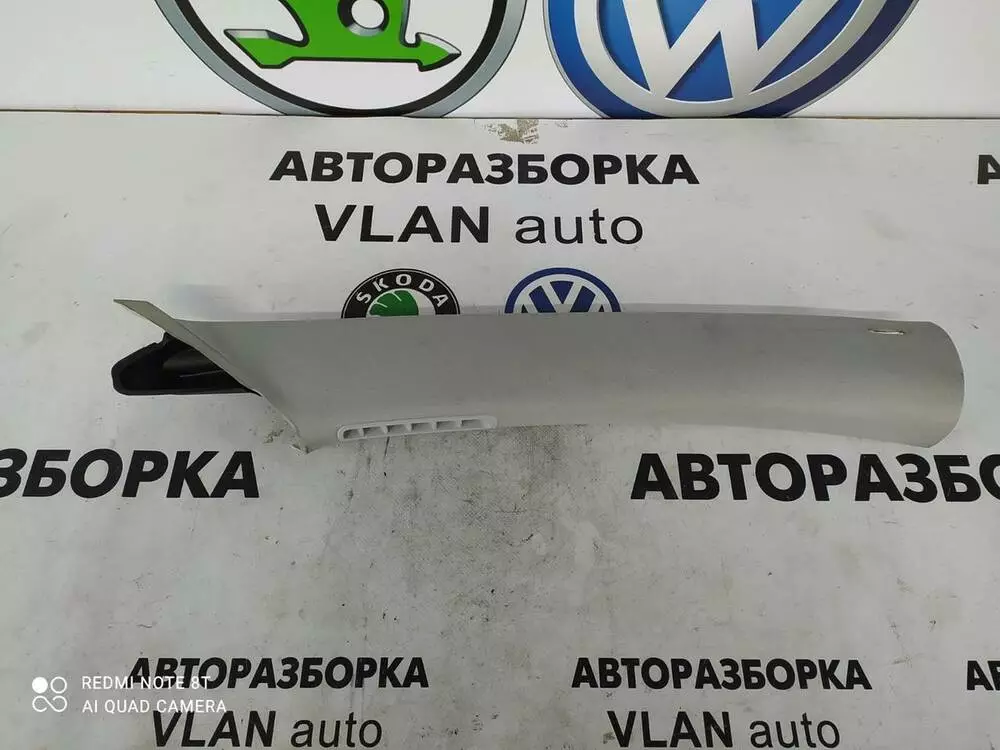 АВТОРАЗБОРКА
VLAN auto
SKODA
ЗБОРКА
АВТОРАЗБО
АВТОРАЗБОРКА
VLAN auto
АВТОРАЗБОРКА
VLAN auto
REDMI NOTE 8T
AI QUAD CAMERA